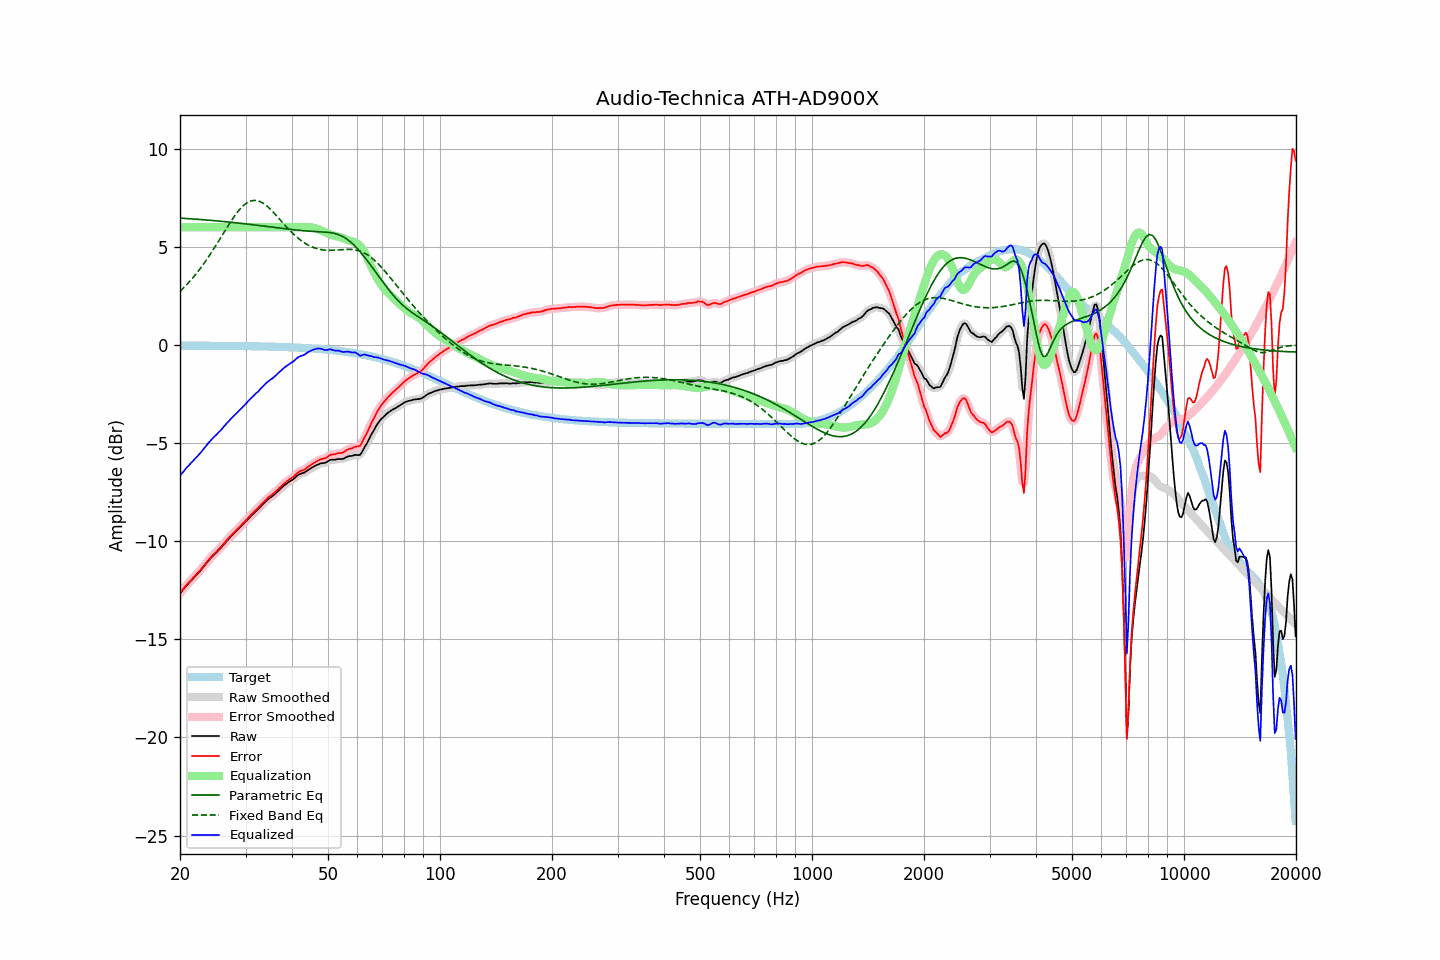 Audio-Technica ATH-AD900X
Amplitude (dBr)
10
5
0
−5
−10
−15
−20
−25
Target
Raw Smoothed
Error Smoothed
Raw
Error
Equalization
Parametric Eq
Fixed Band Eq
Equalized
20 50 100 200 500 1000 2000 5000 10000 20000
Frequency (Hz)